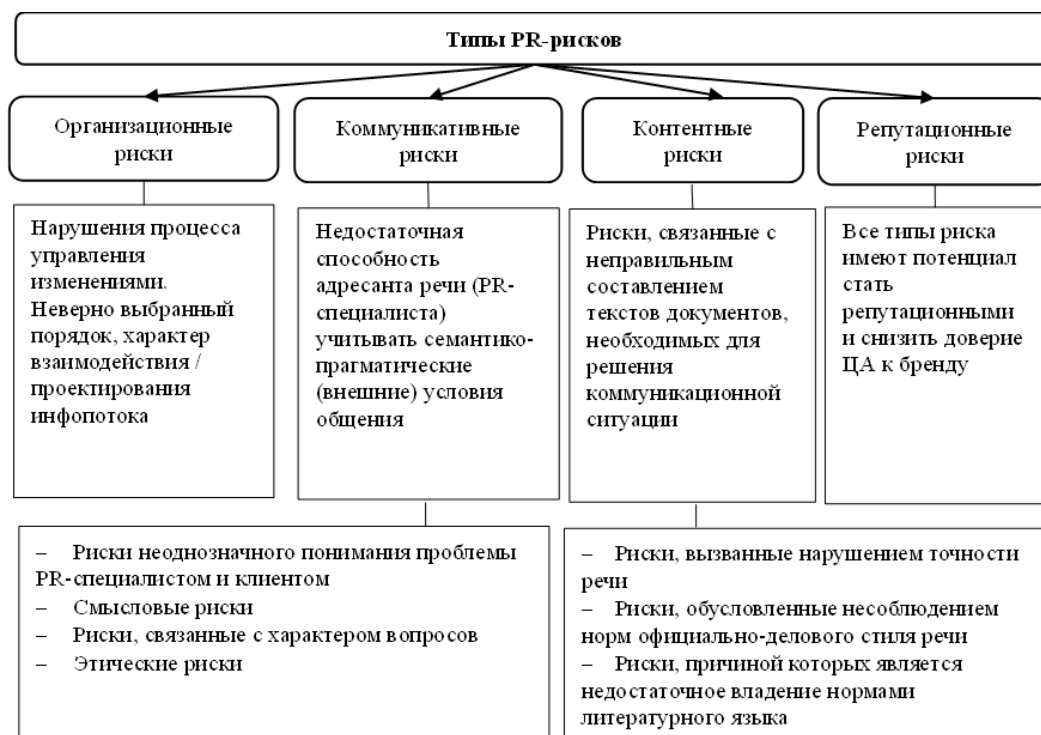 Типы PR-рисков
Организационные
риски
Коммуникативные
риски
Контентные
риски
Репутационные
риски
Нарушения процесса
управления
изменениями.
Неверно выбранный
порядок, характер
взаимодействия /
проектирования
инфопотока
Недостаточная
способность
адресанта речи (PR-
специалиста)
учитывать семантико-
прагматические
(внешние) условия
общения
Риски, связанные с
неправильным
составлением
текстов документов,
необходимых для
решения
коммуникационной
ситуации
Все типы риска
имеют потенциал
стать
репутационными
и снизить доверие
ЦА к бренду
– Риски неоднозначного понимания проблемы
PR-специалистом и клиентом
– Смысловые риски
– Риски, связанные с характером вопросов
– Этические риски
– Риски, вызванные нарушением точности
речи
– Риски, обусловленные несоблюдением
норм официально-делового стиля речи
– Риски, причиной которых является
недостаточное владение нормами
литературного языка